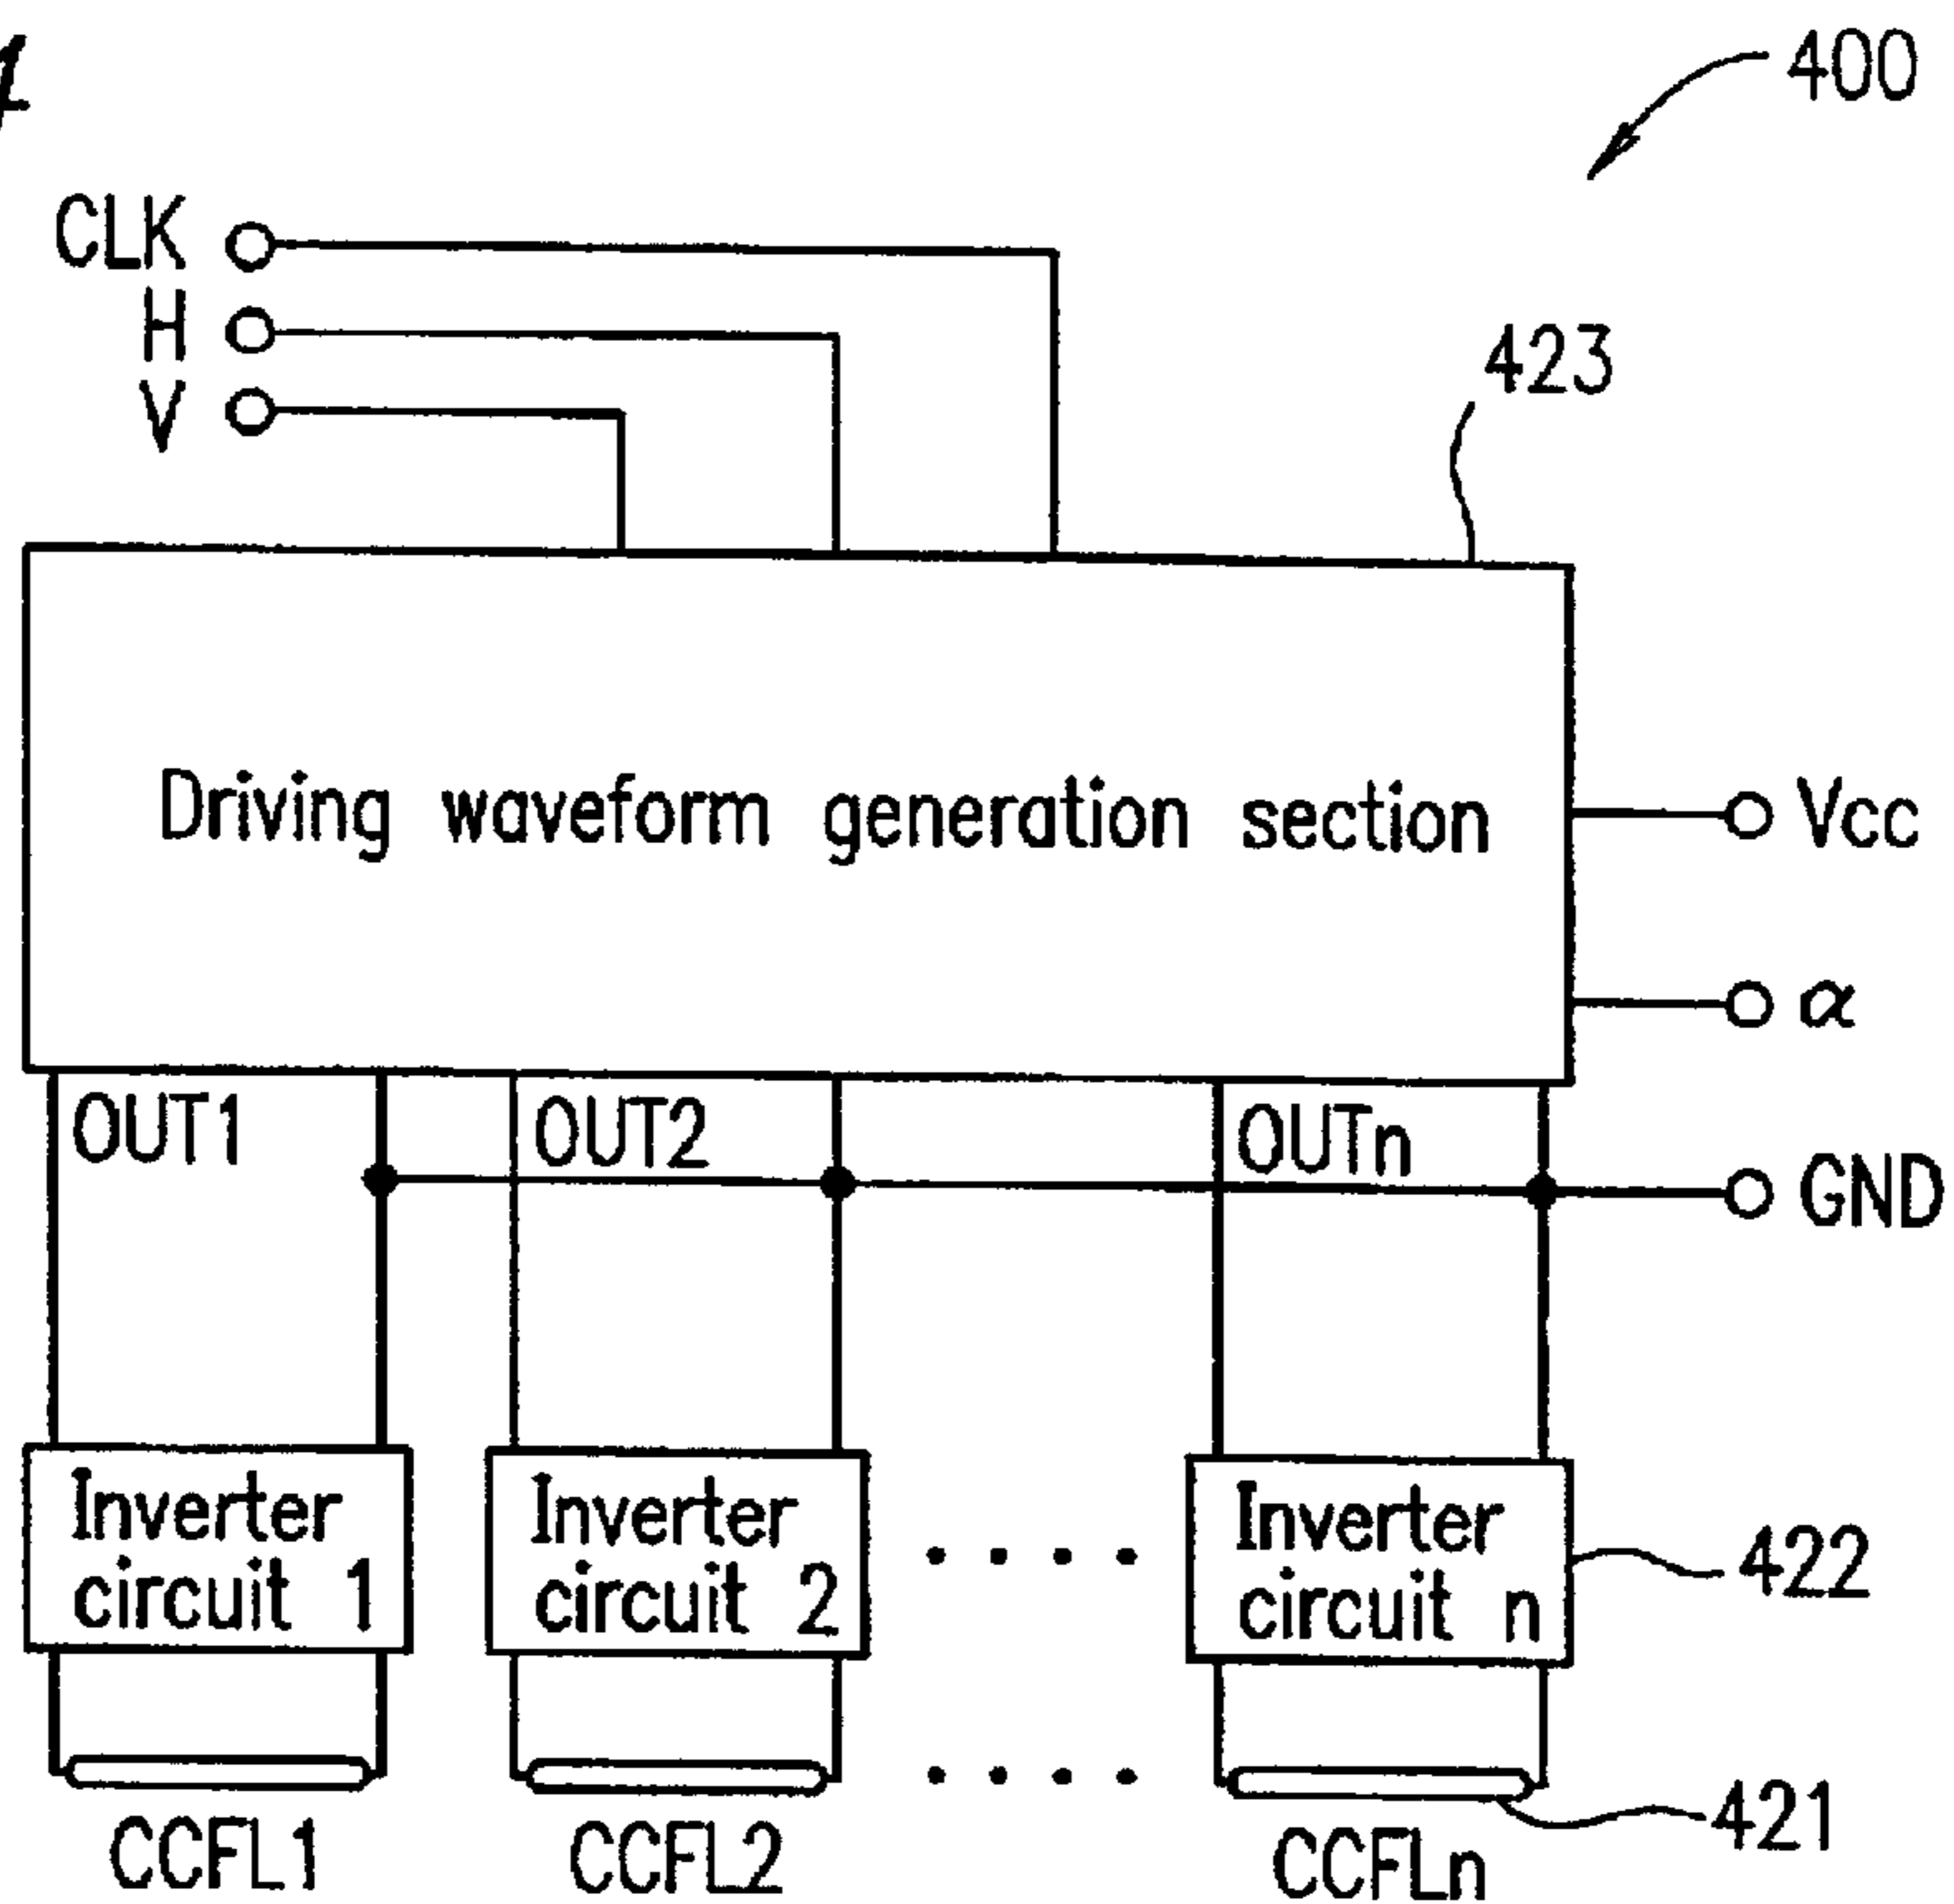 400
CLK
H
V
423
Driving waveform generation section
Vcc
α
OUT1
OUT2
OUTn
GND
Inverter
circuit 1
Inverter
circuit 2
Inverter
circuit n
422
421
CCFL1
CCFL2
CCFLn